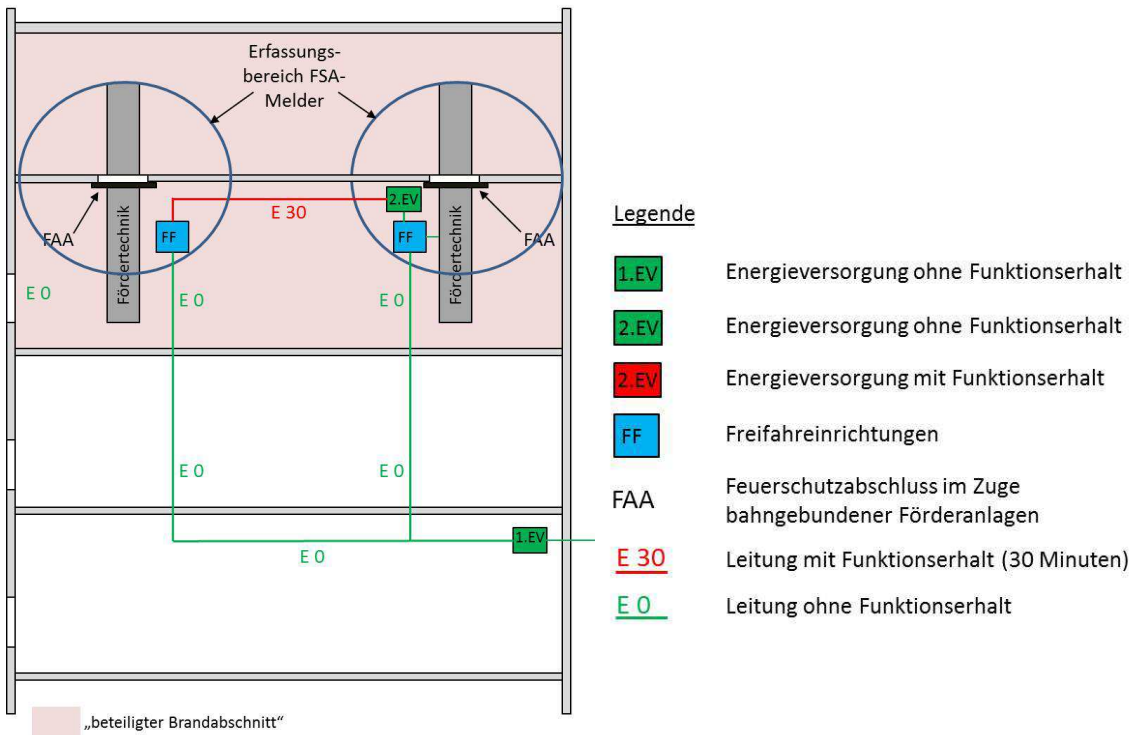 Erfassungs-
bereich FSA-
Melder
2.EV
E 30
FAA
Fördertechnik
FF
FF
Fördertechnik
FAA
E 0
E 0
E 0
E 0
E 0
1.EV
E 0
„beteiligter Brandabschnitt“
Legende
1.EV Energieversorgung ohne Funktionserhalt
2.EV Energieversorgung ohne Funktionserhalt
2.EV Energieversorgung mit Funktionserhalt
FF Freifahreinrichtungen
FAA Feuerschutzabschluss im Zuge
bahngebundener Förderanlagen
E 30 Leitung mit Funktionserhalt (30 Minuten)
E 0 Leitung ohne Funktionserhalt